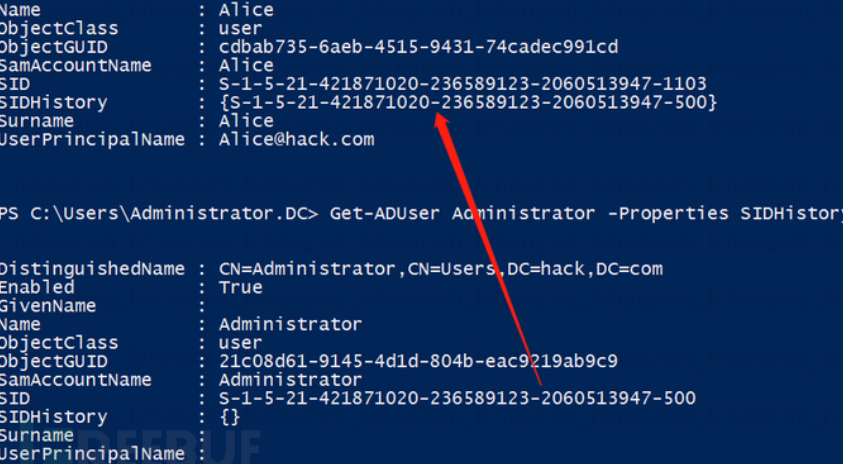 Name : Alice
ObjectClass : user
ObjectGUID : cdbab735-6aeb-4515-9431-74cadec991cd
SamAccountName : Alice
SID : S-1-5-21-421871020-236589123-2060513947-1103
SIDHistory : {S-1-5-21-421871020-236589123-2060513947-500}
Surname : Alice
UserPrincipalName : Alice@hack.com
PS C:\Users\Administrator.DC> Get-ADUser Administrator -Properties SIDHistory
DistinguishedName : CN=Administrator,CN=Users,DC=hack,DC=com
Enabled : True
GivenName :
Name : Administrator
ObjectClass : user
ObjectGUID : 21c08d61-9145-4d1d-804b-eac9219ab9c9
SamAccountName : Administrator
SID : S-1-5-21-421871020-236589123-2060513947-500
SIDHistory : {}
Surname :
UserPrincipalName :